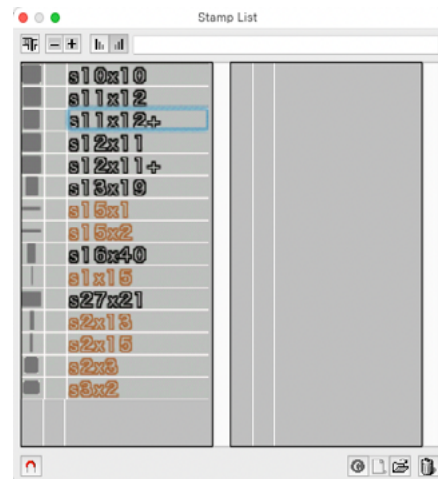 Stamp List
s10x10
s11x12
s11x12+
s12x11
s12x11+
s13x19
s15x1
s15x2
s16x40
s1x15
s27x21
s2x13
s2x15
s2x3
s3x2